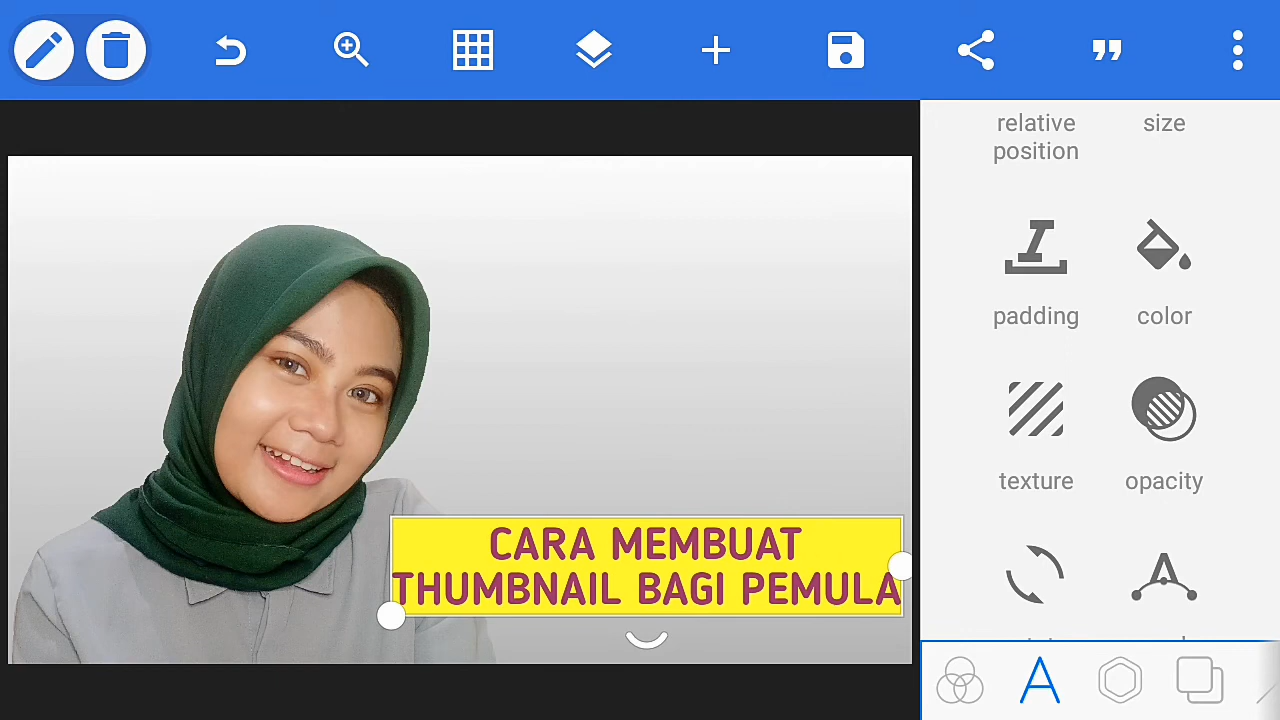 relative
position
size
padding
color
texture
opacity
CARA MEMBUAT
THUMBNAIL BAGI PEMULA